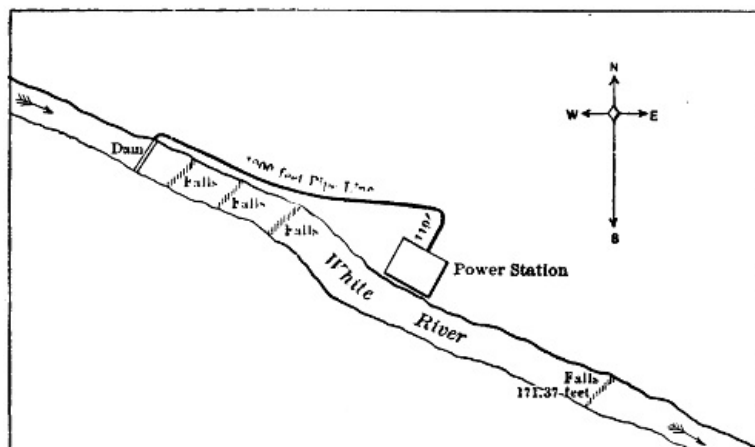 N
W E
S
Dam
feet Pipe Line
Falls
Falls
Falls
Power Station
White
River
Falls
171.37-feet